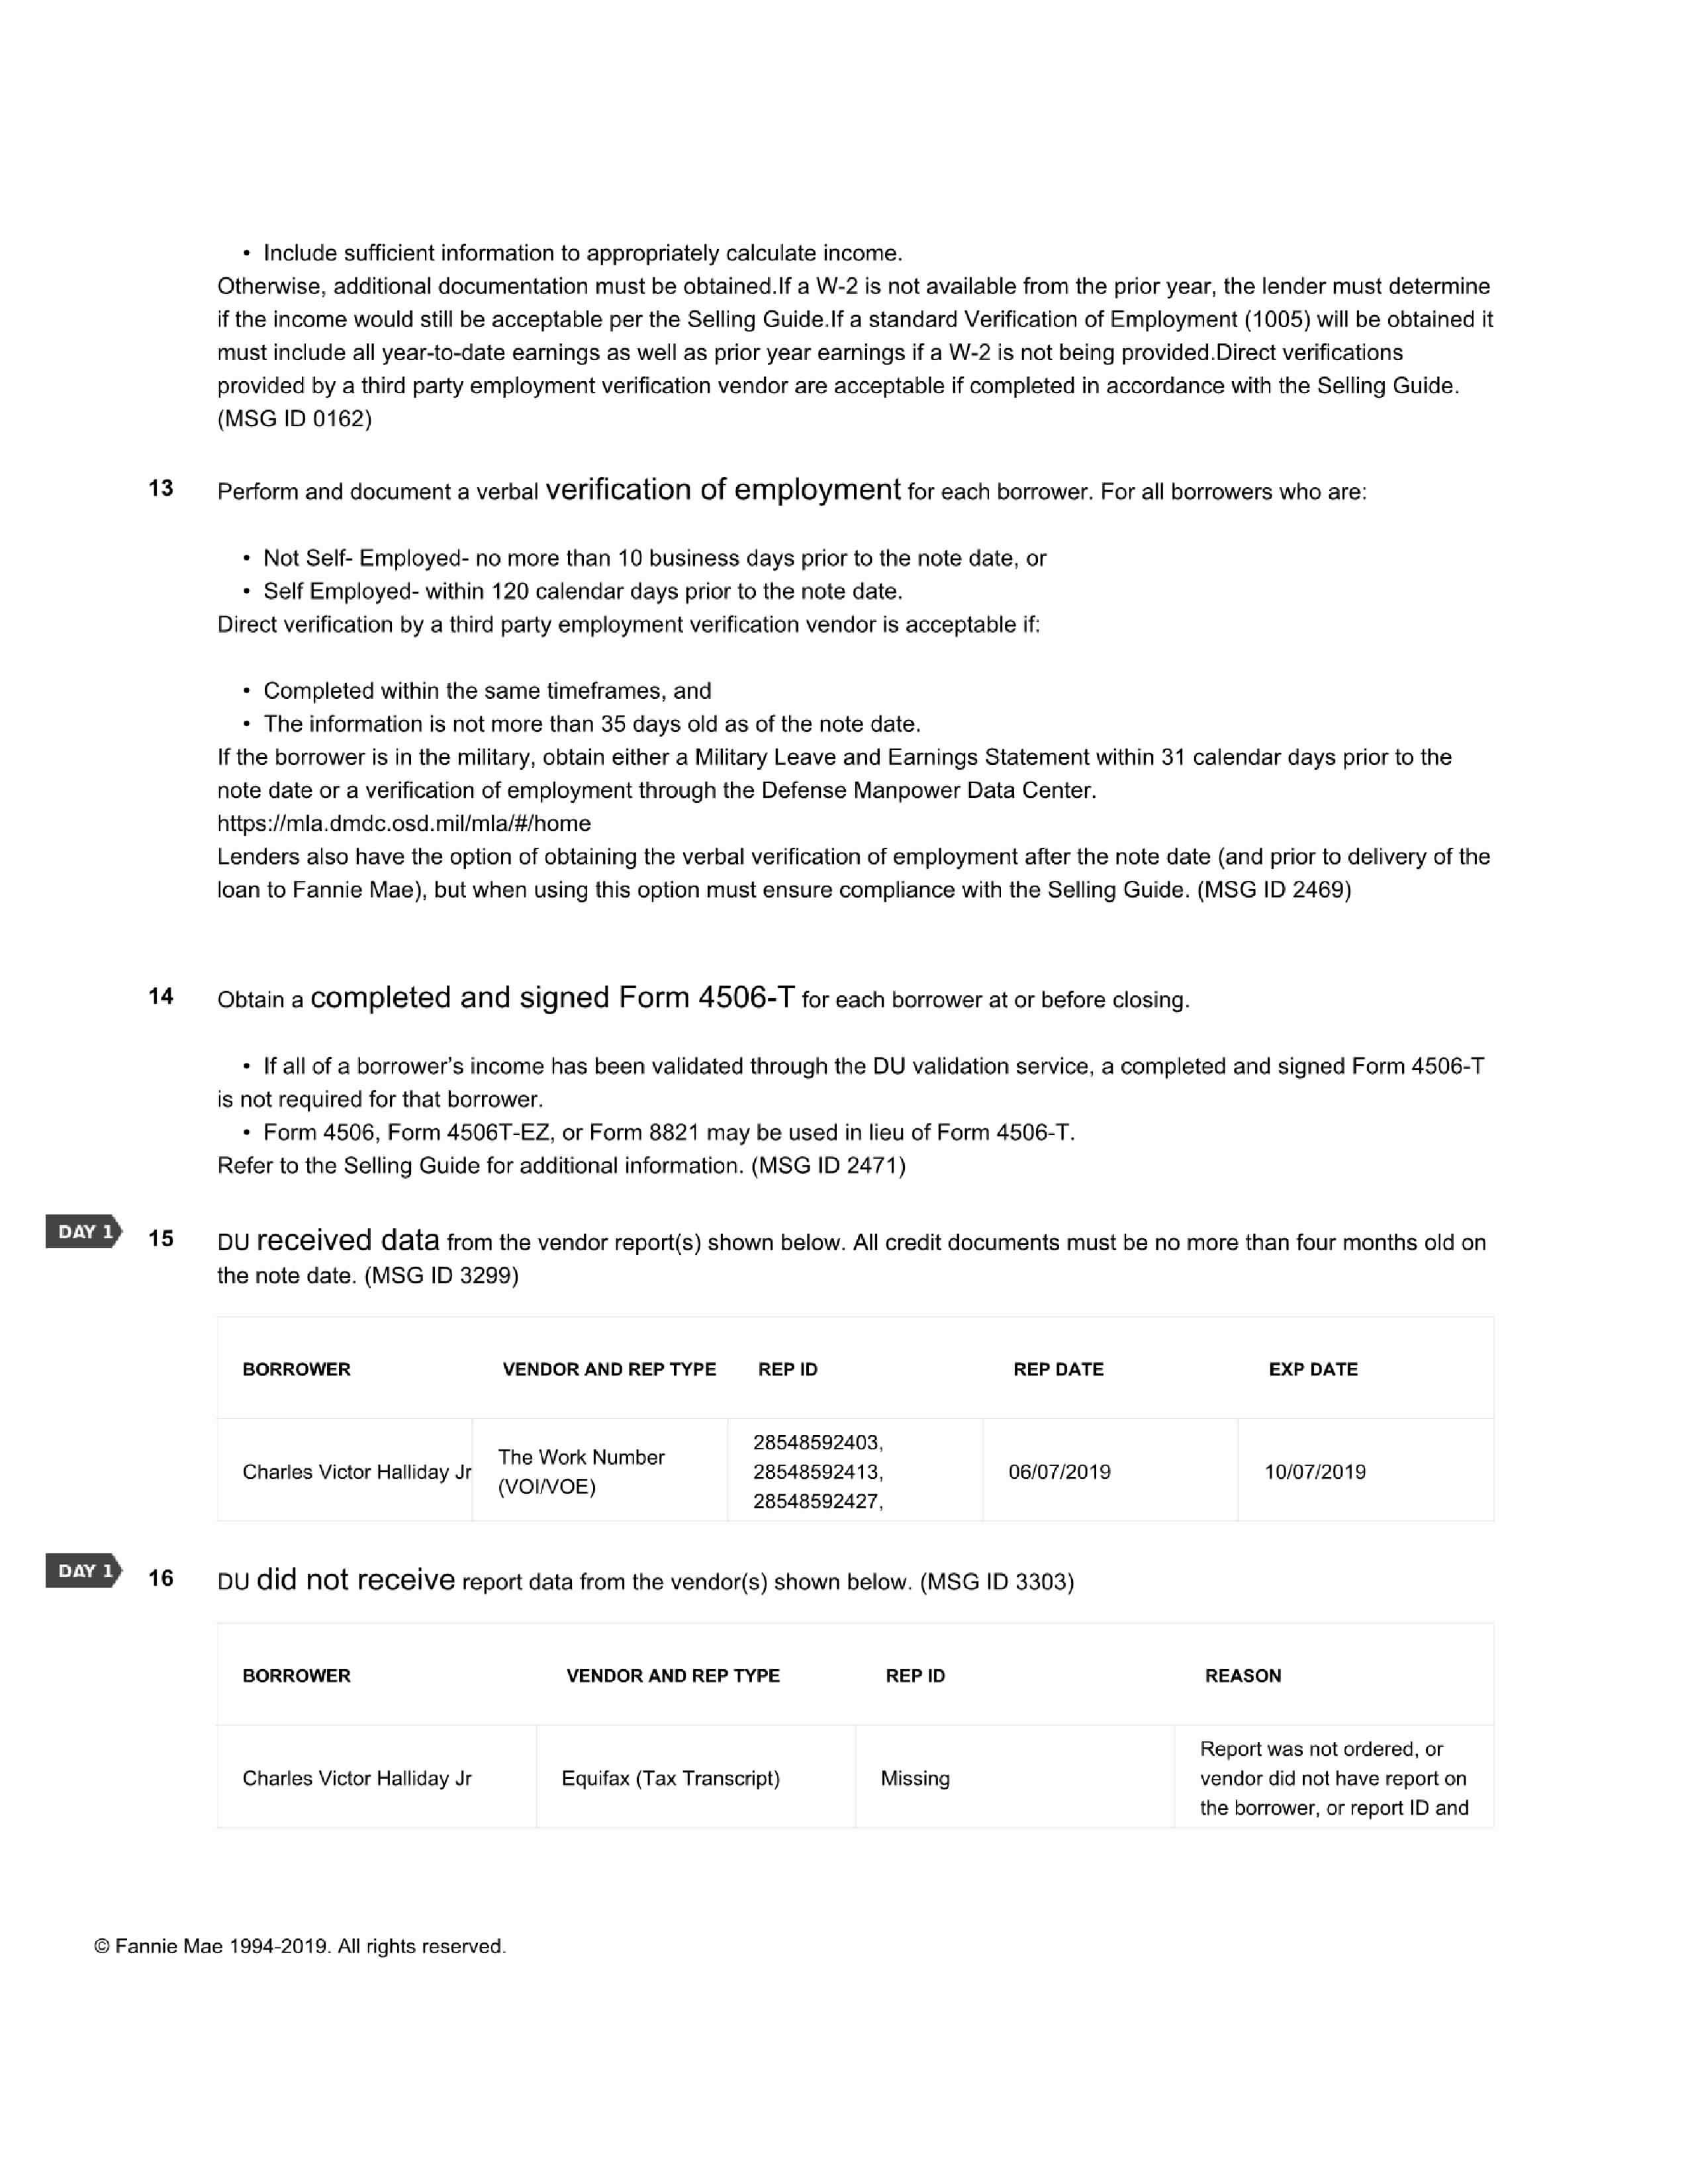 • Include sufficient information to appropriately calculate income.
Otherwise, additional documentation must be obtained.If a W-2 is not available from the prior year, the lender must determine
if the income would still be acceptable per the Selling Guide.If a standard Verification of Employment (1005) will be obtained it
must include all year-to-date earnings as well as prior year earnings if a W-2 is not being provided.Direct verifications
provided by a third party employment verification vendor are acceptable if completed in accordance with the Selling Guide.
(MSG ID 0162)
13 Perform and document a verbal verification of employment for each borrower. For all borrowers who are:
• Not Self- Employed- no more than 10 business days prior to the note date, or
• Self Employed- within 120 calendar days prior to the note date.
Direct verification by a third party employment verification vendor is acceptable if:
• Completed within the same timeframes, and
• The information is not more than 35 days old as of the note date.
If the borrower is in the military, obtain either a Military Leave and Earnings Statement within 31 calendar days prior to the
note date or a verification of employment through the Defense Manpower Data Center.
https://mla.dmdc.osd.mil/mla/#/home
Lenders also have the option of obtaining the verbal verification of employment after the note date (and prior to delivery of the
loan to Fannie Mae), but when using this option must ensure compliance with the Selling Guide. (MSG ID 2469)
14 Obtain a completed and signed Form 4506-T for each borrower at or before closing.
• If all of a borrower’s income has been validated through the DU validation service, a completed and signed Form 4506-T
is not required for that borrower.
• Form 4506, Form 4506T-EZ, or Form 8821 may be used in lieu of Form 4506-T.
Refer to the Selling Guide for additional information. (MSG ID 2471)
DAY 1 15 DU received data from the vendor report(s) shown below. All credit documents must be no more than four months old on
the note date. (MSG ID 3299)
BORROWER VENDOR AND REP TYPE REP ID REP DATE EXP DATE
Charles Victor Halliday Jr
The Work Number
(VOI/VOE)
28548592403,
28548592413,
28548592427,
06/07/2019
10/07/2019
DAY 1 16 DU did not receive report data from the vendor(s) shown below. (MSG ID 3303)
BORROWER VENDOR AND REP TYPE REP ID REASON
Charles Victor Halliday Jr
Equifax (Tax Transcript)
Missing
Report was not ordered, or
vendor did not have report on
the borrower, or report ID and
© Fannie Mae 1994-2019. All rights reserved.